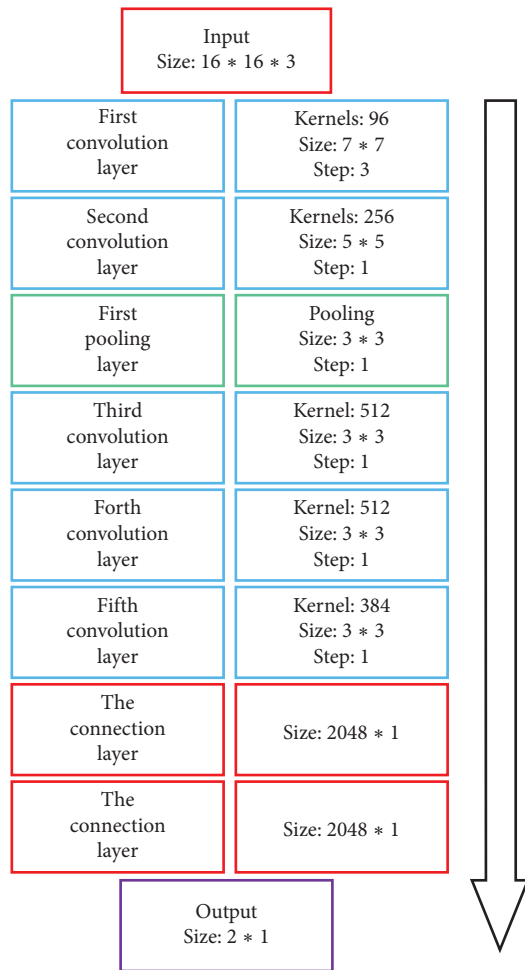 Input
Size: 16 ∗ 16 ∗ 3
First
convolution
layer
Kernels: 96
Size: 7 ∗ 7
Step: 3
Second
convolution
layer
Kernels: 256
Size: 5 ∗ 5
Step: 1
First
pooling
layer
Pooling
Size: 3 ∗ 3
Step: 1
Third
convolution
layer
Kernel: 512
Size: 3 ∗ 3
Step: 1
Forth
convolution
layer
Kernel: 512
Size: 3 ∗ 3
Step: 1
Fifth
convolution
layer
Kernel: 384
Size: 3 ∗ 3
Step: 1
The
connection
layer
Size: 2048 ∗ 1
The
connection
layer
Size: 2048 ∗ 1
Output
Size: 2 ∗ 1